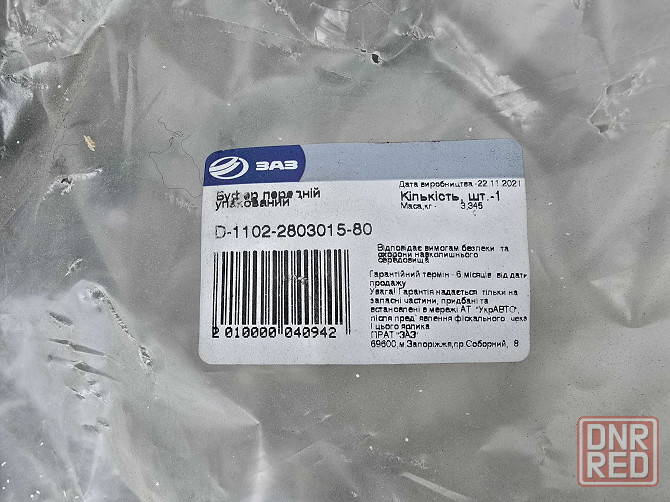 ЗАЗ
Буфер передній
упакований
Дата виробництва -22.11.2021
Кількість, шт.-1
Маса,кг - 3,345
D-1102-2803015-80
Відповідає вимогам безпеки та
охорони навколишнього
середовища
Гарантійний термін - 6 місяців від дати
продажу
Увага! Гарантія надається тільки на
запасні частини, придбані та
встановлені в мережі АТ "УкрАВТО",
після пред`явлення фіскального чека
і цього ярлика
ПРАТ "ЗАЗ"
69600,м.Запоріжжя,пр.Соборний, 8
2 010000 040942
DNR
RED